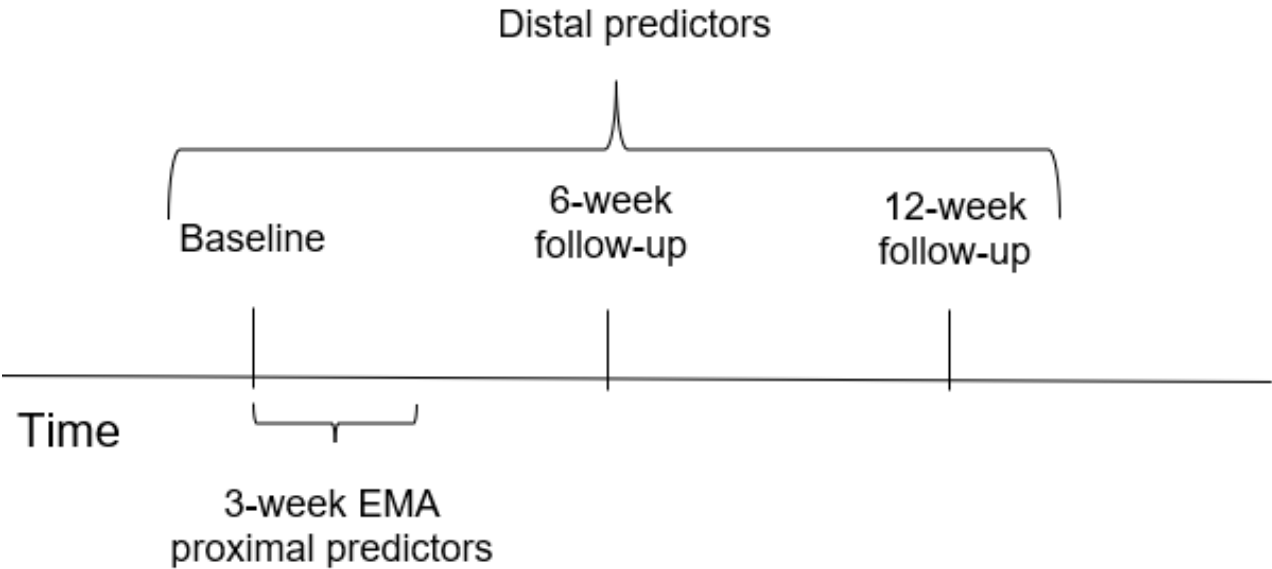 Distal predictors
Baseline
6-week
follow-up
12-week
follow-up
Time
3-week EMA
proximal predictors